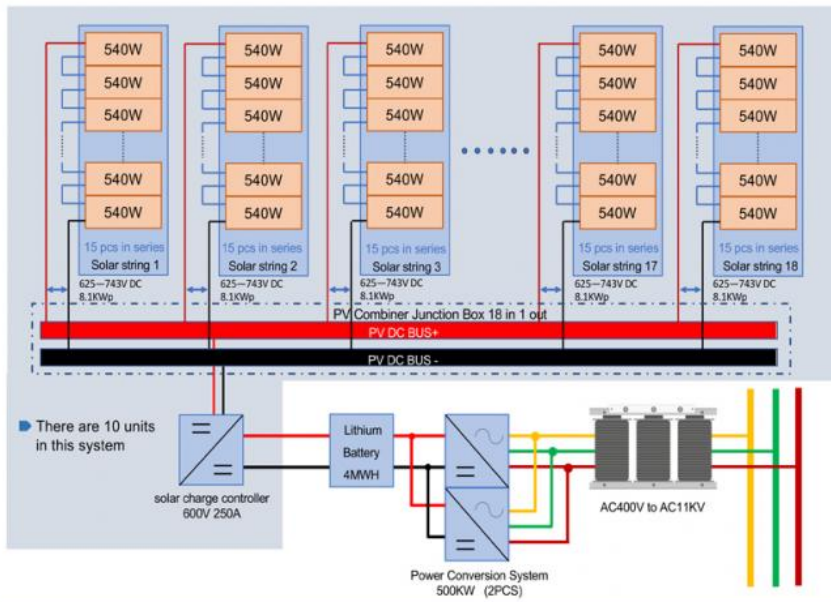 540W 540W 540W 540W 540W
540W 540W 540W 540W 540W
540W 540W 540W 540W 540W
540W 540W 540W 540W 540W
540W 540W 540W 540W 540W
15 pcs in series 15 pcs in series 15 pcs in series 15 pcs in series 15 pcs in series
Solar string 1 Solar string 2 Solar string 3 Solar string 17 Solar string 18
625—743V DC 625—743V DC 625—743V DC 625—743V DC 625—743V DC
8.1KWp 8.1KWp 8.1KWp 8.1KWp 8.1KWp
PV Combiner Junction Box 18 in 1 out
PV DC BUS+
PV DC BUS -
There are 10 units
in this system
solar charge controller
600V 250A
Lithium
Battery
4MWH
AC400V to AC11KV
Power Conversion System
500KW (2PCS)